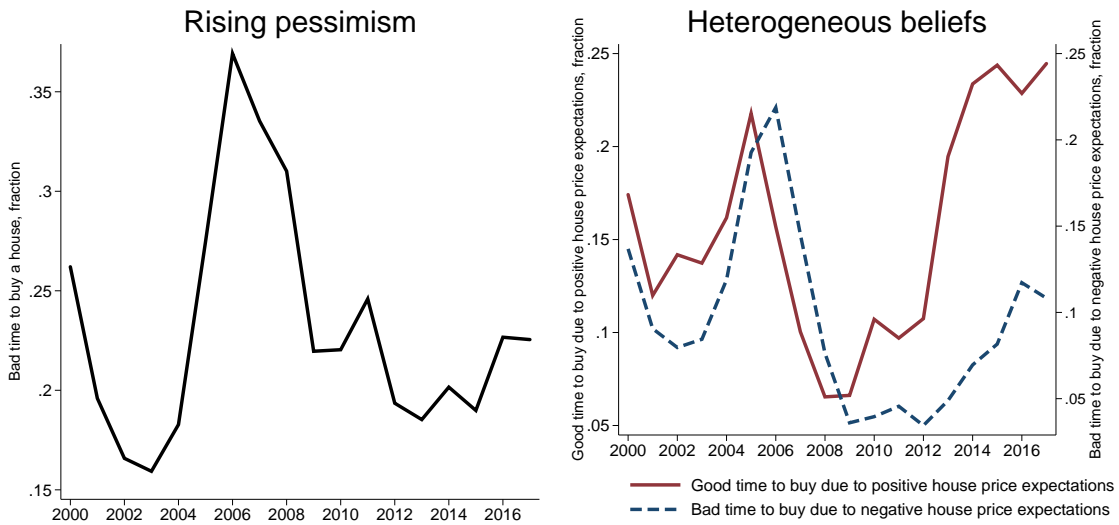 Rising pessimism
Bad time to buy a house, fraction
.35
.3
.25
.2
.15
2000 2002 2004 2006 2008 2010 2012 2014 2016
Heterogeneous beliefs
Good time to buy due to positive house price expectations, fraction
.25
.2
.15
.1
.05
Bad time to buy due to negative house price expectations, fraction
.25
.2
.15
.1
.05
2000 2002 2004 2006 2008 2010 2012 2014 2016
Good time to buy due to positive house price expectations
Bad time to buy due to negative house price expectations